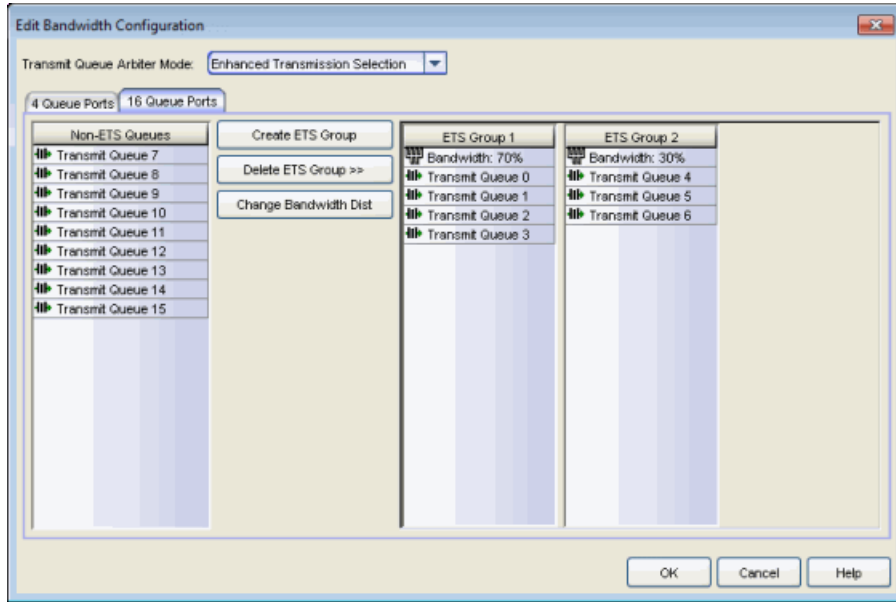 Edit Bandwidth Configuration
Transmit Queue Arbiter Mode: Enhanced Transmission Selection
4 Queue Ports 16 Queue Ports
Non-ETS Queues
Transmit Queue 7
Transmit Queue 8
Transmit Queue 9
Transmit Queue 10
Transmit Queue 11
Transmit Queue 12
Transmit Queue 13
Transmit Queue 14
Transmit Queue 15
Create ETS Group
Delete ETS Group >>
Change Bandwidth Dist
ETS Group 1
Bandwidth: 70%
Transmit Queue 0
Transmit Queue 1
Transmit Queue 2
Transmit Queue 3
ETS Group 2
Bandwidth: 30%
Transmit Queue 4
Transmit Queue 5
Transmit Queue 6
OK Cancel Help